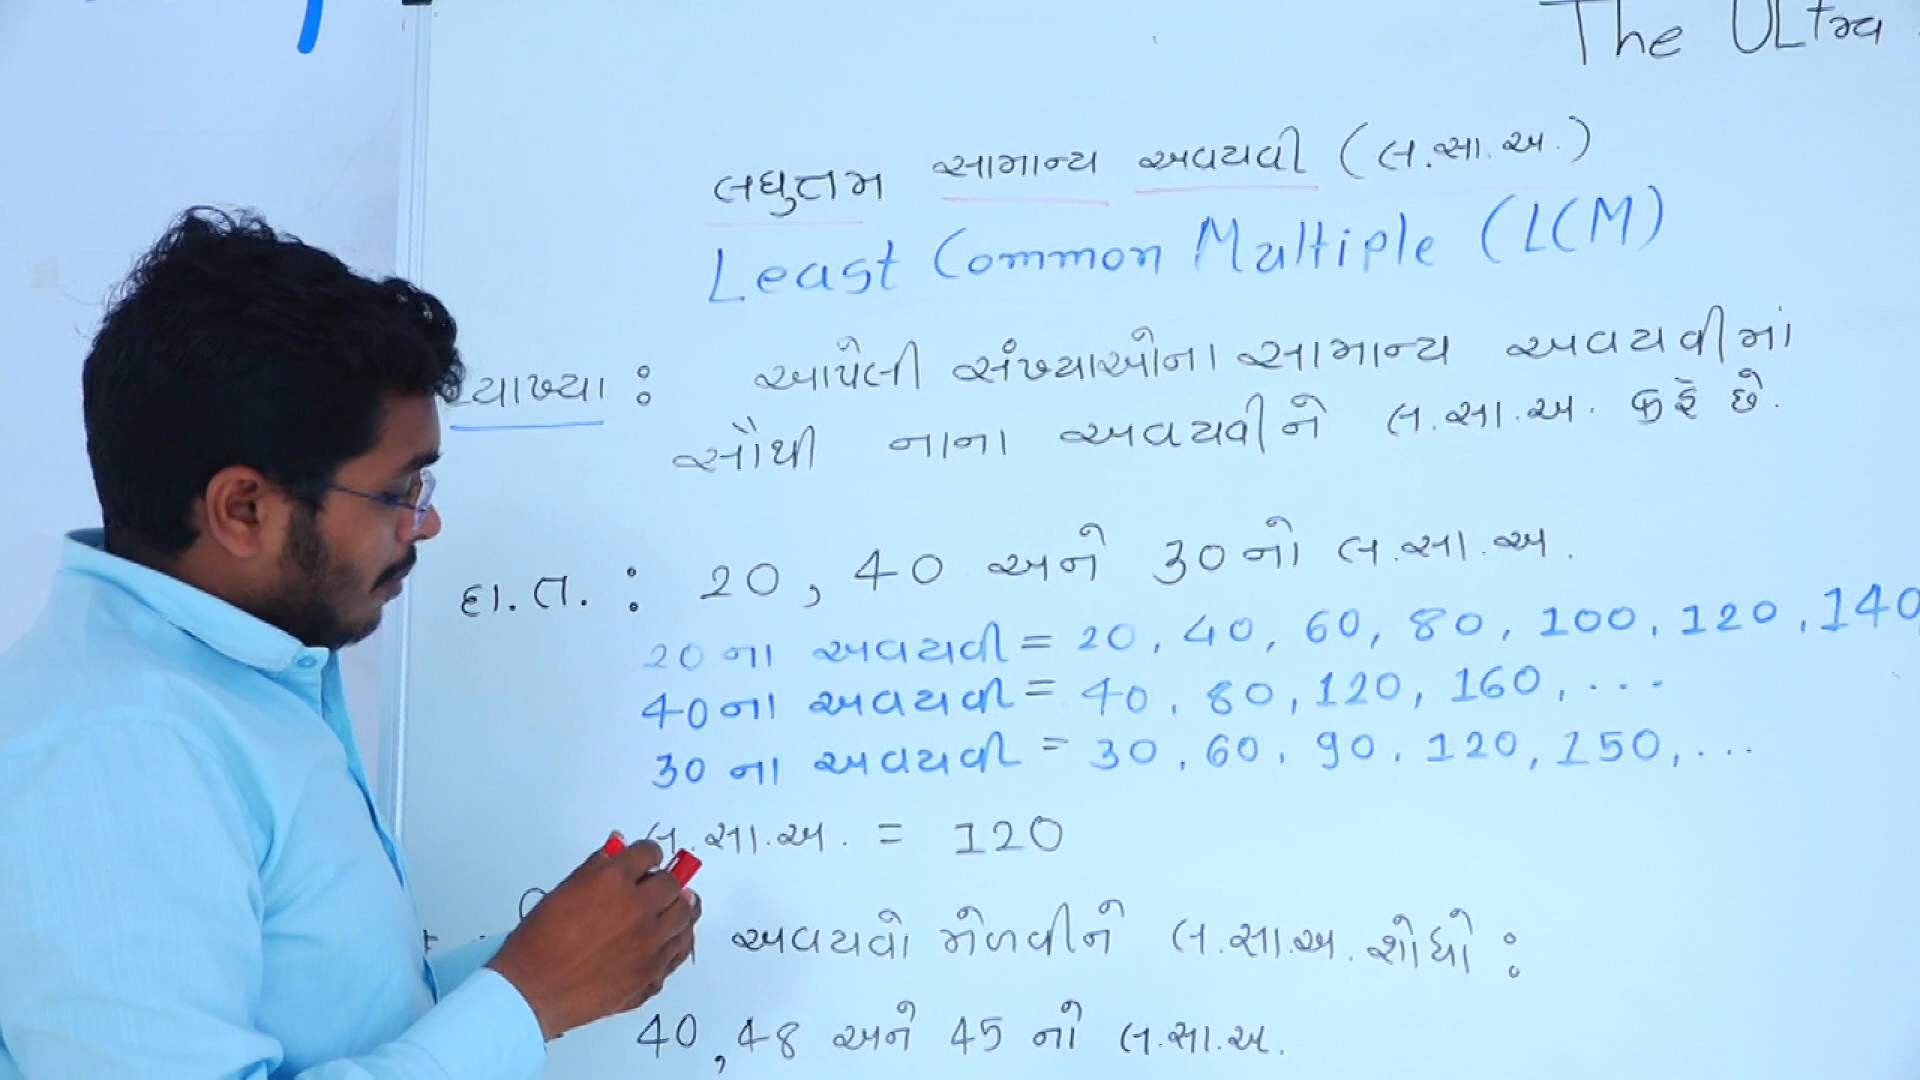 The ULtra
લઘુત્તમ સામાન્ય અવયવી (લ.સા.અ.)
Least Common Multiple (LCM)
વ્યાખ્યા : આપેલી સંખ્યાઓના સામાન્ય અવયવીમાં
સૌથી નાના અવયવીને લ.સા.અ. કહે છે.
દા.ત. : 20, 40 અને 30નો લ.સા.અ.
20 ના અવયવી = 20, 40, 60, 80, 100, 120, 140,
40ના અવયવી = 40, 80, 120, 160, ...
30 ના અવયવી = 30, 60, 90, 120, 150, ...
લ.સા.અ. = 120
અવયવો મેળવીને લ.સા.અ. શોધો :
40, 48 અને 45 નો લ.સા.અ.